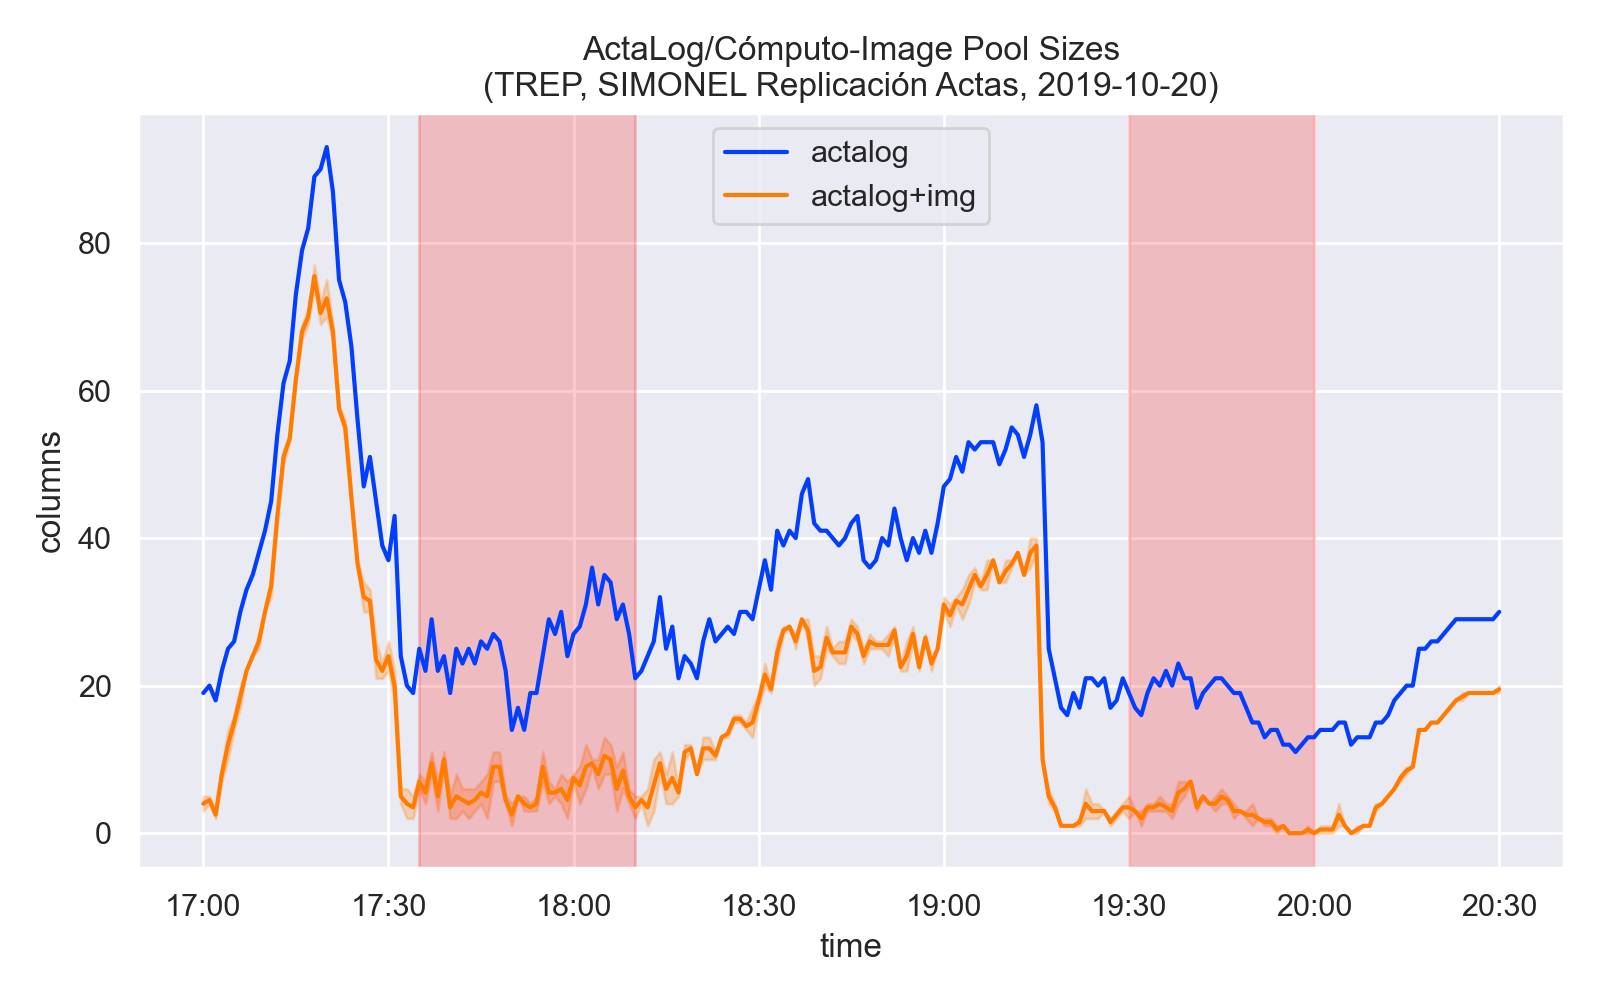 ActaLog/Cómputo-Image Pool Sizes
(TREP, SIMONEL Replicación Actas, 2019-10-20)
actalog
actalog+img
columns
80
60
40
20
0
17:00 17:30 18:00 18:30 19:00 19:30 20:00 20:30
time